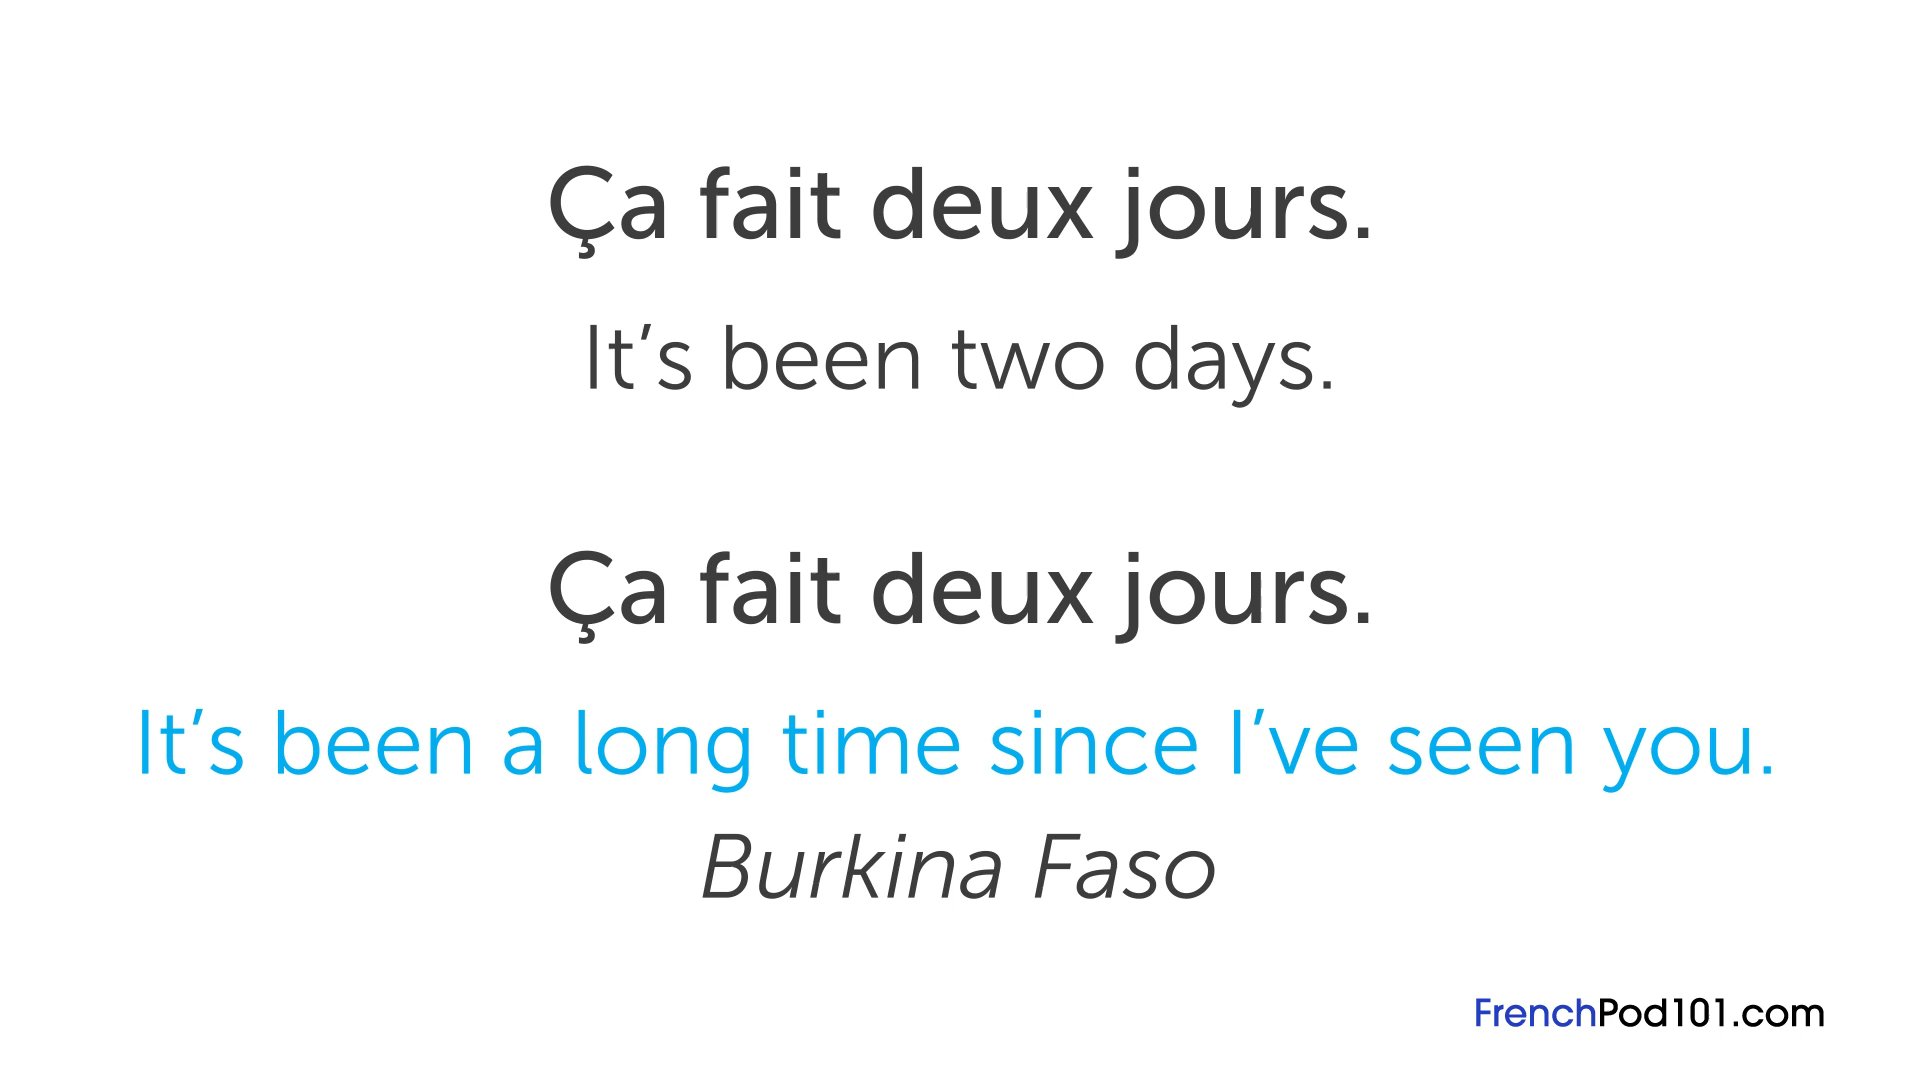 Ça fait deux jours.
It’s been two days.
Ça fait deux jours.
It’s been a long time since I’ve seen you.
Burkina Faso
FrenchPod101.com